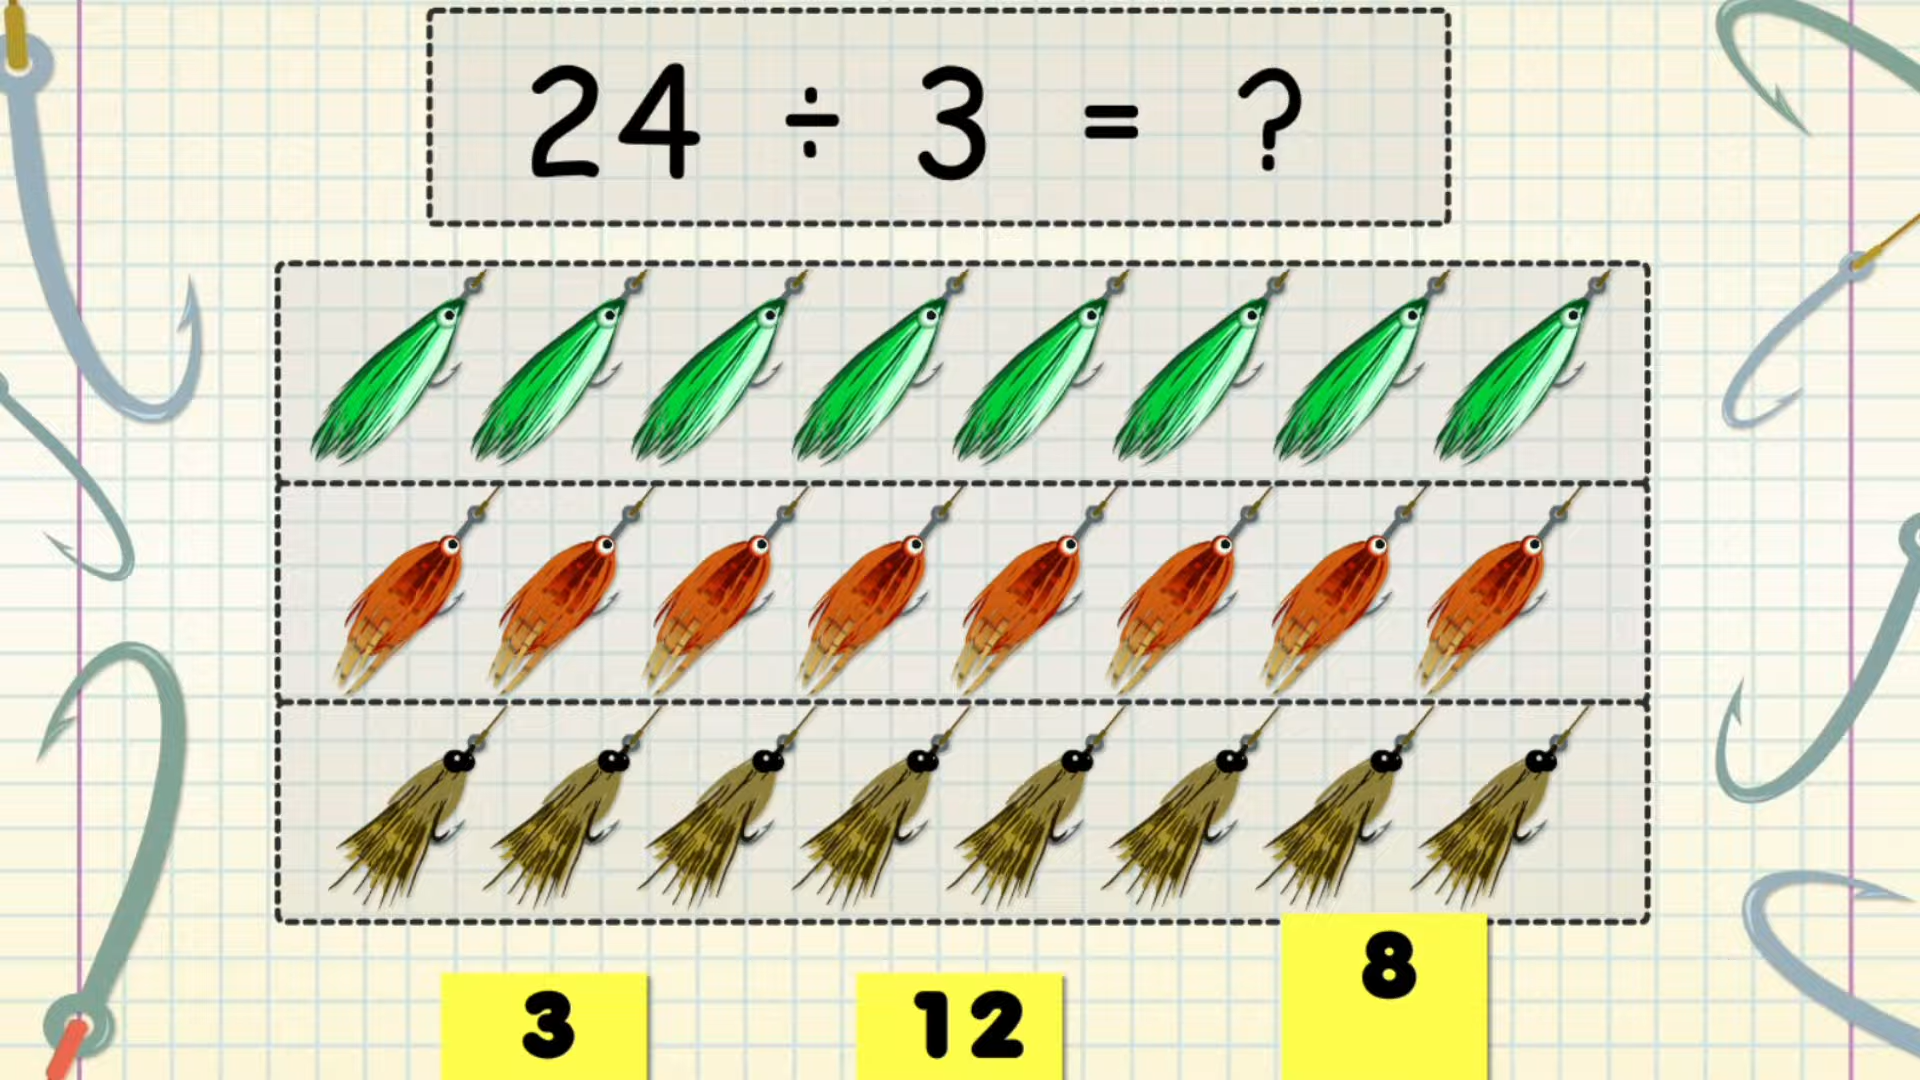 24 ÷ 3 = ?
3
12
8